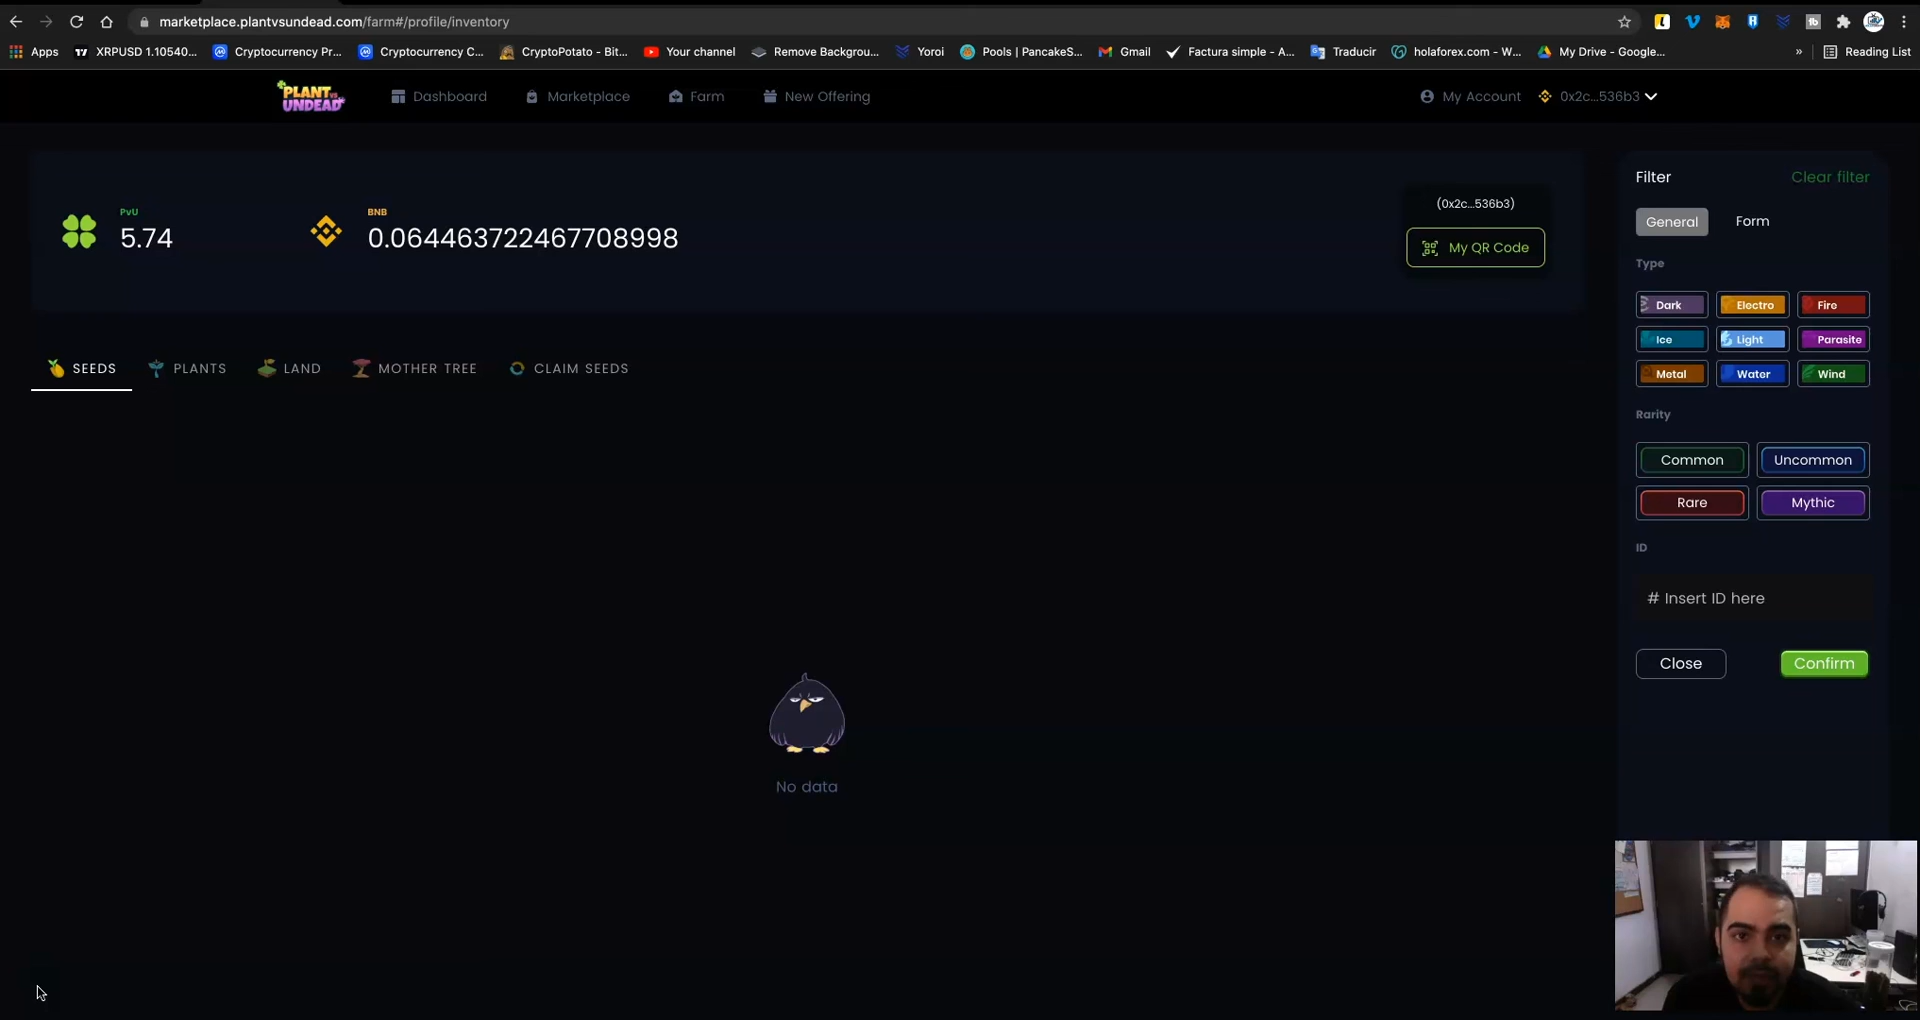 marketplace.plantvsundead.com/farm#/profile/inventory
Apps XRPUSD 1.10540... Cryptocurrency Pr... Cryptocurrency C... CryptoPotato - Bit... Your channel Remove Backgrou... Yoroi Pools | PancakeS... Gmail Factura simple - A... Traducir holaforex.com - W... My Drive - Google... » Reading List
PLANT VS UNDEAD Dashboard Marketplace Farm New Offering My Account 0x2c...536b3
PvU
5.74
BNB
0.064463722467708998
(0x2c...536b3)
My QR Code
SEEDS PLANTS LAND MOTHER TREE CLAIM SEEDS
No data
Filter Clear filter
General Form
Type
Dark Electro Fire
Ice Light Parasite
Metal Water Wind
Rarity
Common Uncommon
Rare Mythic
ID
# Insert ID here
Close Confirm